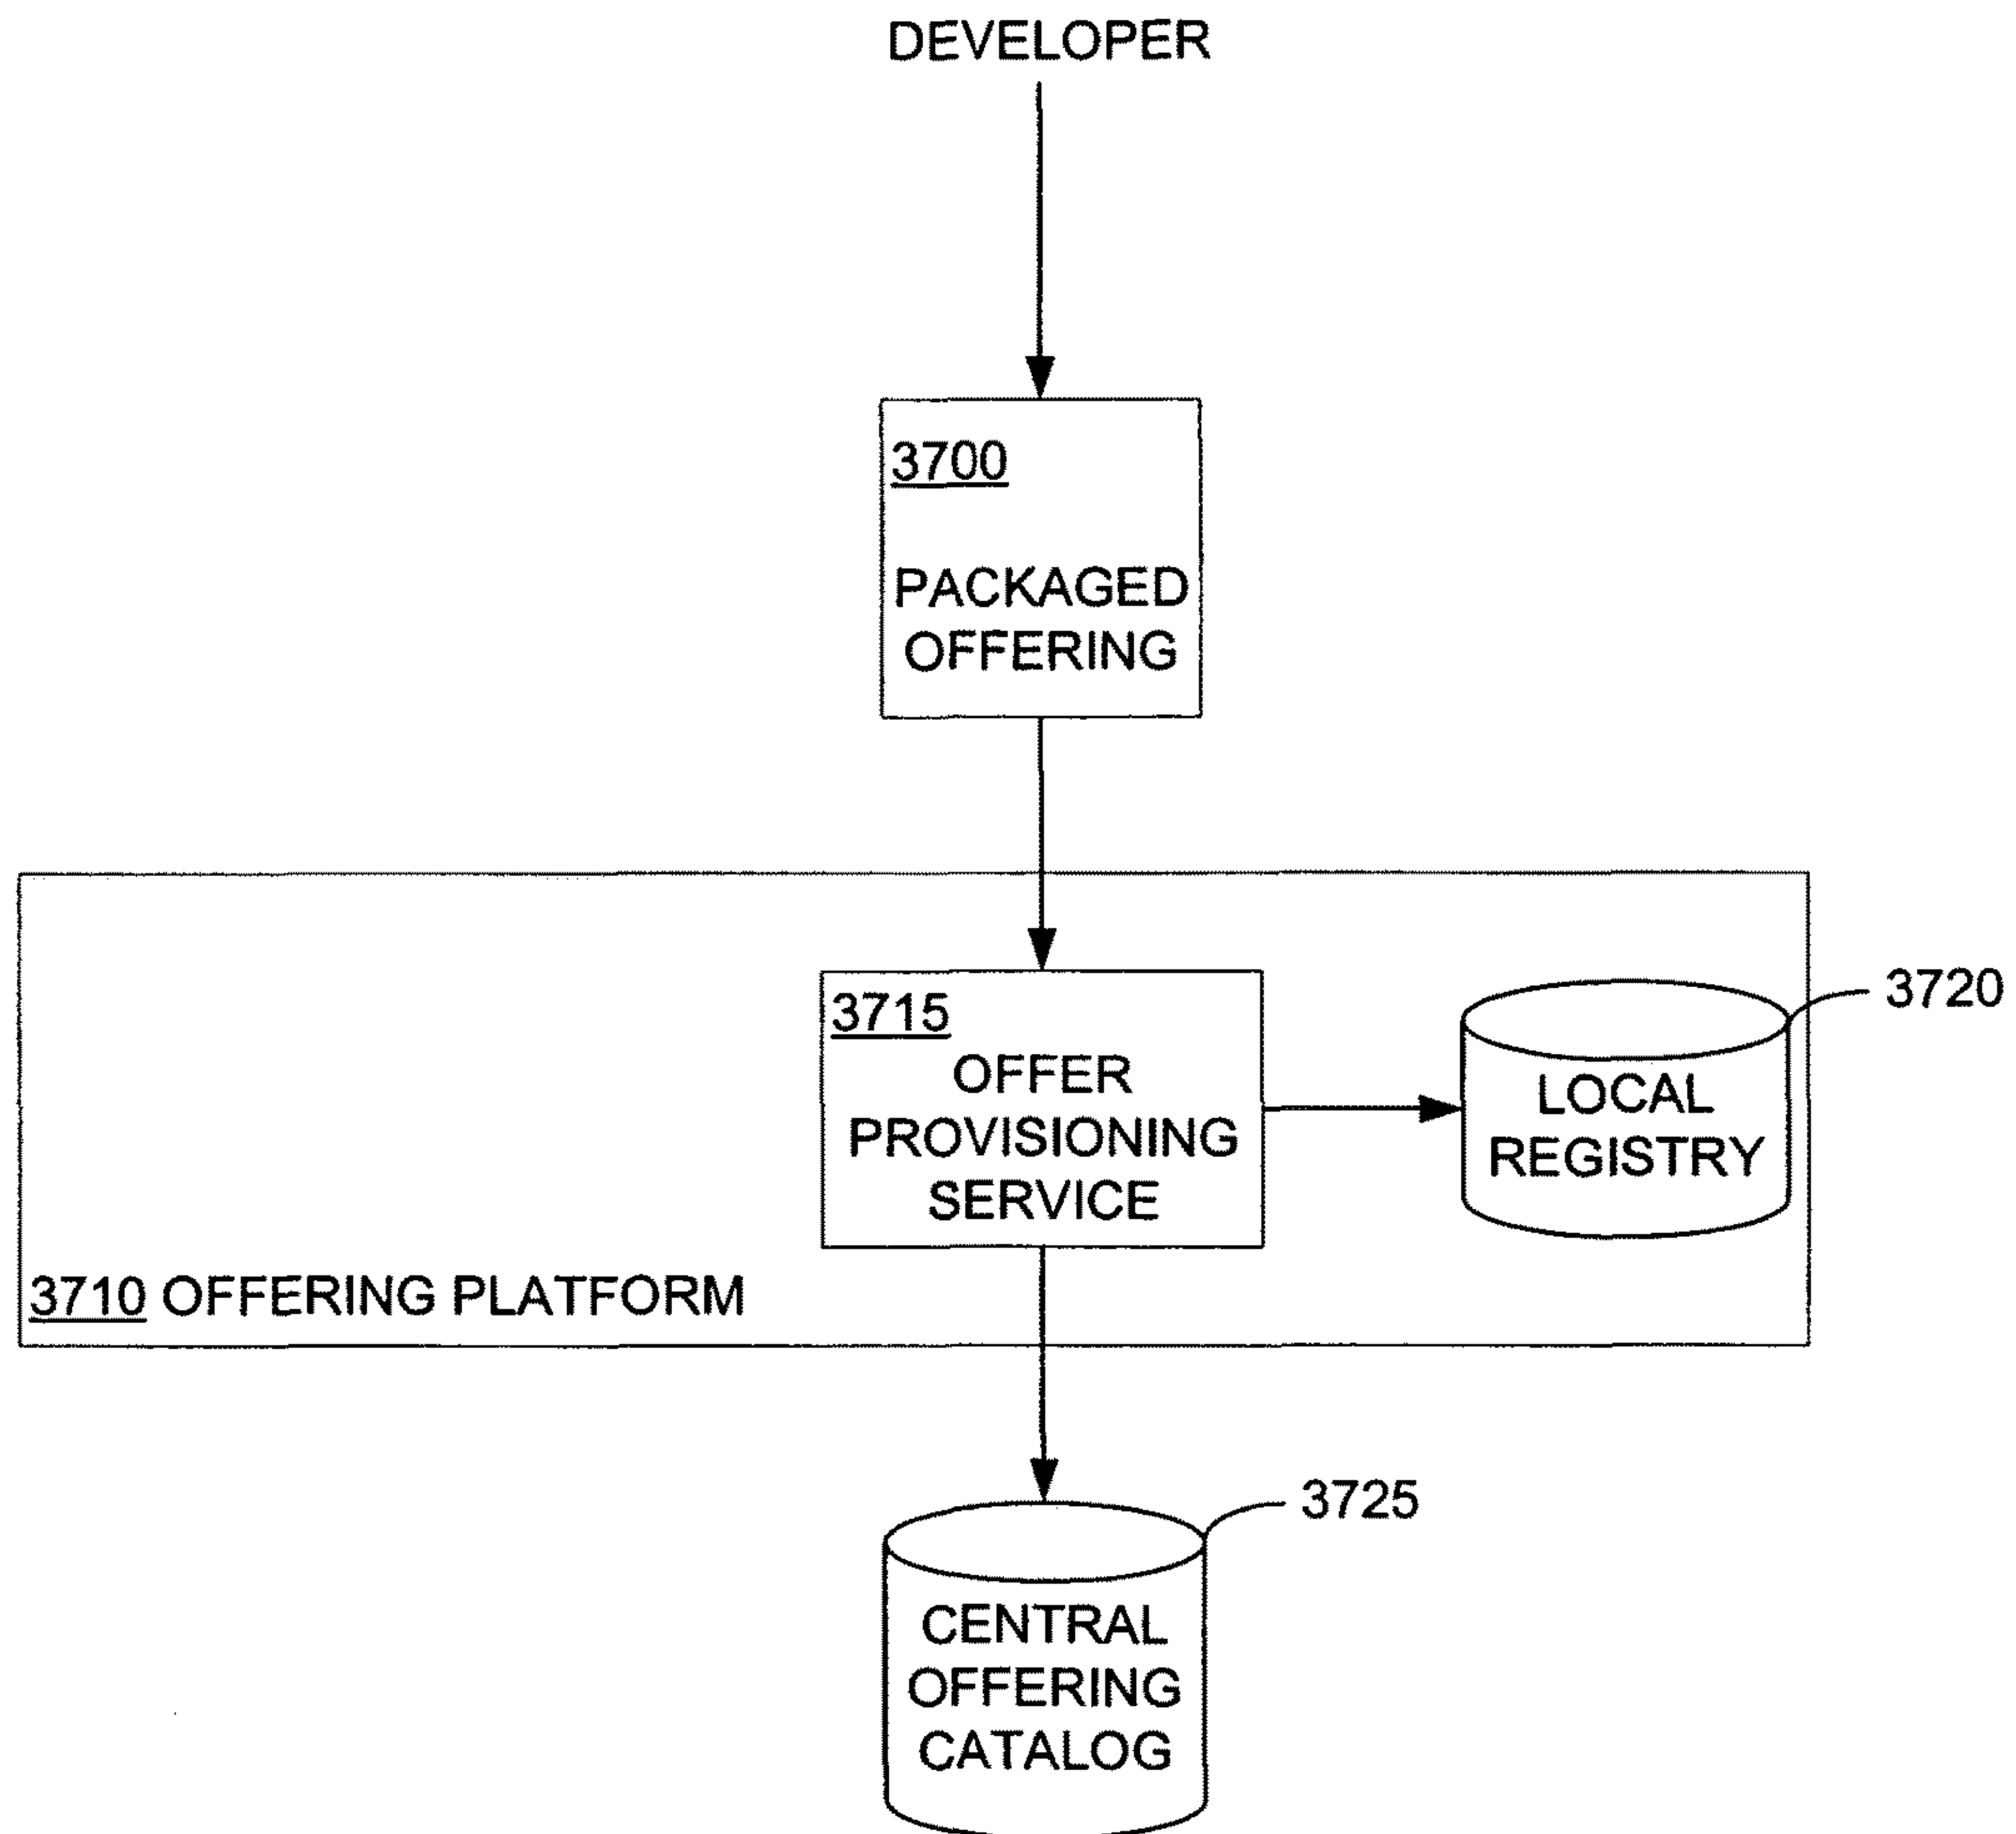 DEVELOPER
3700
PACKAGED
OFFERING
3715
OFFER
PROVISIONING
SERVICE
3720
LOCAL
REGISTRY
3710 OFFERING PLATFORM
3725
CENTRAL
OFFERING
CATALOG